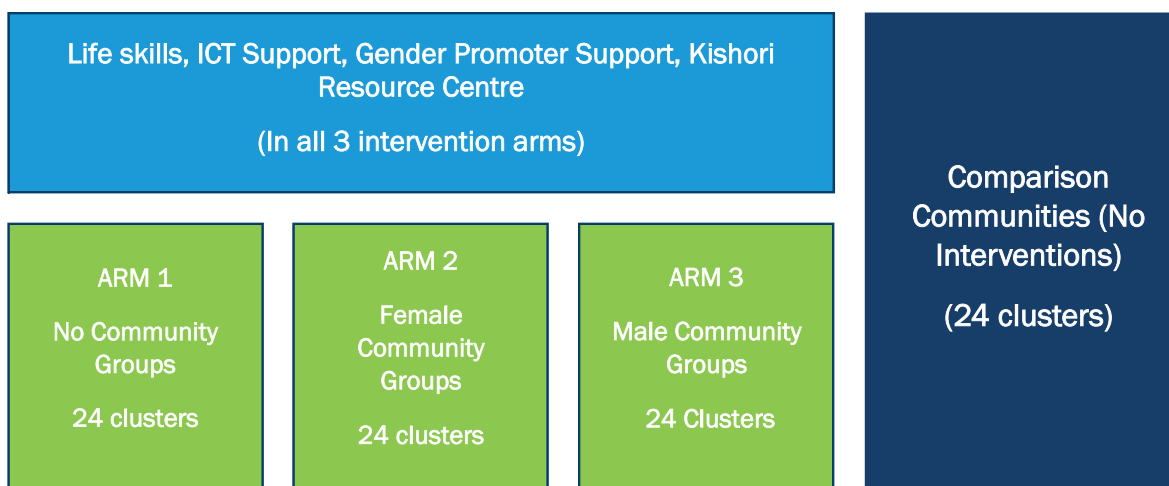 Life skills, ICT Support, Gender Promoter Support, Kishori
Resource Centre
(In all 3 intervention arms)
ARM 1
No Community
Groups
24 clusters
ARM 2
Female
Community
Groups
24 clusters
ARM 3
Male Community
Groups
24 Clusters
Comparison
Communities (No
Interventions)
(24 clusters)